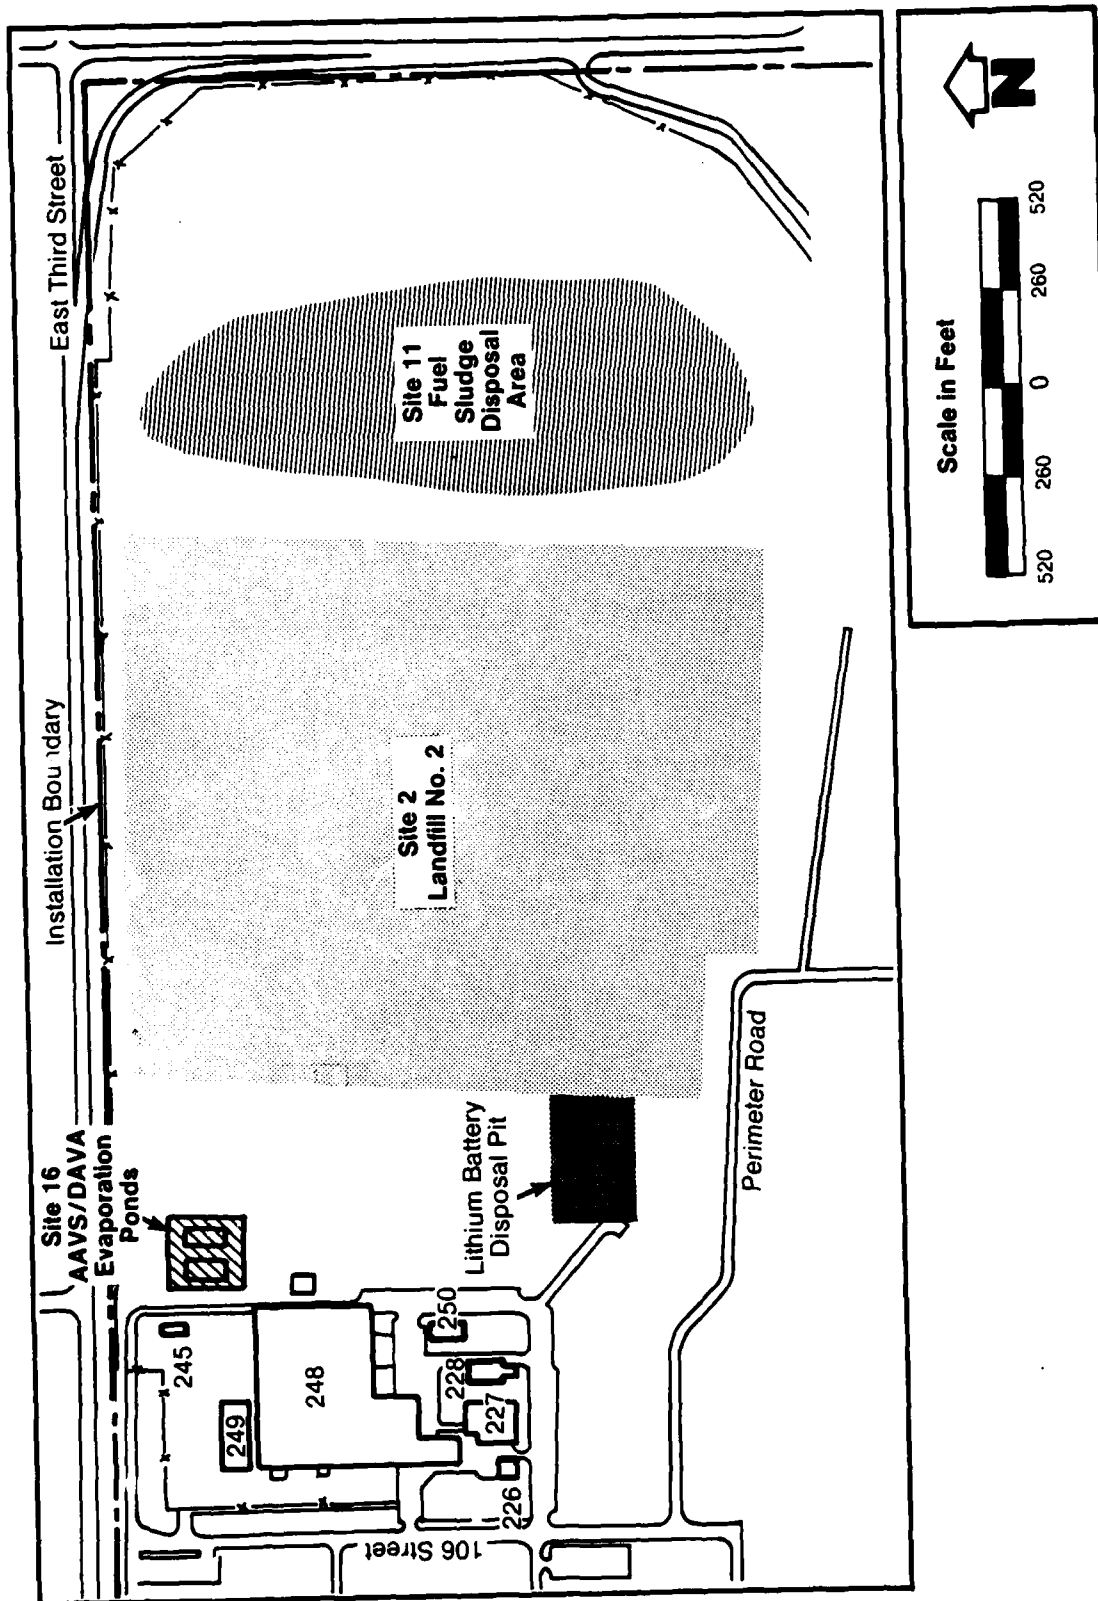 East Third Street
Installation Bou dary
Site 16
AAVS/DAVA
Evaporation
Ponds
Site 11
Fuel
Sludge
Disposal
Area
Site 2
Landfill No. 2
Lithium Battery
Disposal Pit
Perimeter Road
106 Street
245
249
248
250
228
227
226
N
Scale in Feet
520
260
0
260
520